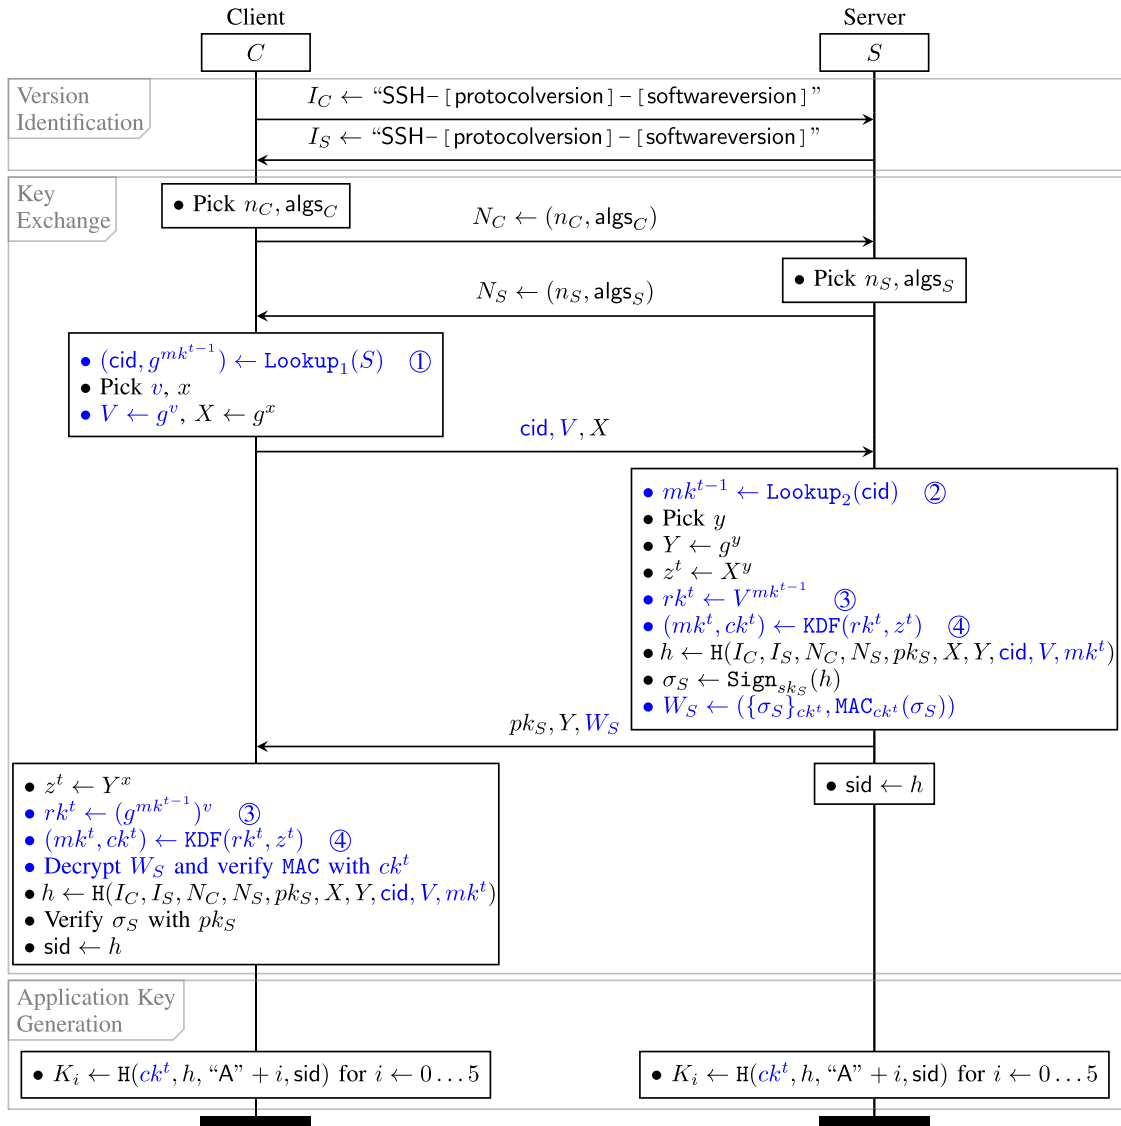 Client
Server
C
S
Version
Identification
I_C ← “SSH–[protocolversion]–[softwareversion]”
I_S ← “SSH–[protocolversion]–[softwareversion]”
Key
Exchange
• Pick n_C, algs_C
N_C ← (n_C, algs_C)
• Pick n_S, algs_S
N_S ← (n_S, algs_S)
• (cid, g^{mk^{t−1}}) ← Lookup_1(S) ①
• Pick v, x
• V ← g^v, X ← g^x
cid, V, X
• mk^{t−1} ← Lookup_2(cid) ②
• Pick y
• Y ← g^y
• z^t ← X^y
• rk^t ← V^{mk^{t−1}} ③
• (mk^t, ck^t) ← KDF(rk^t, z^t) ④
• h ← H(I_C, I_S, N_C, N_S, pk_S, X, Y, cid, V, mk^t)
• σ_S ← Sign_{sk_S}(h)
• W_S ← ({σ_S}_{ck^t}, MAC_{ck^t}(σ_S))
pk_S, Y, W_S
• z^t ← Y^x
• rk^t ← (g^{mk^{t−1}})^v ③
• (mk^t, ck^t) ← KDF(rk^t, z^t) ④
• Decrypt W_S and verify MAC with ck^t
• h ← H(I_C, I_S, N_C, N_S, pk_S, X, Y, cid, V, mk^t)
• Verify σ_S with pk_S
• sid ← h
• sid ← h
Application Key
Generation
• K_i ← H(ck^t, h, “A” + i, sid) for i ← 0 … 5
• K_i ← H(ck^t, h, “A” + i, sid) for i ← 0 … 5